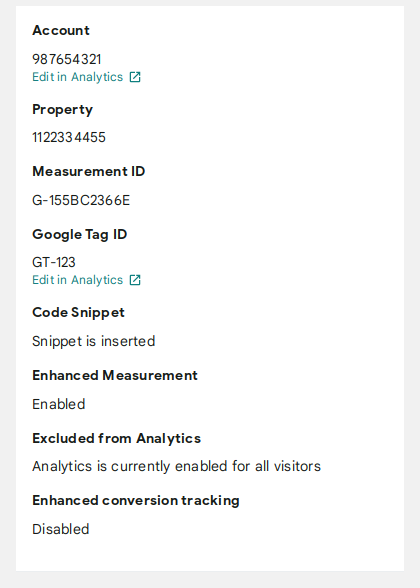 Account
987654321
Edit in Analytics
Property
1122334455
Measurement ID
G-155BC2366E
Google Tag ID
GT-123
Edit in Analytics
Code Snippet
Snippet is inserted
Enhanced Measurement
Enabled
Excluded from Analytics
Analytics is currently enabled for all visitors
Enhanced conversion tracking
Disabled